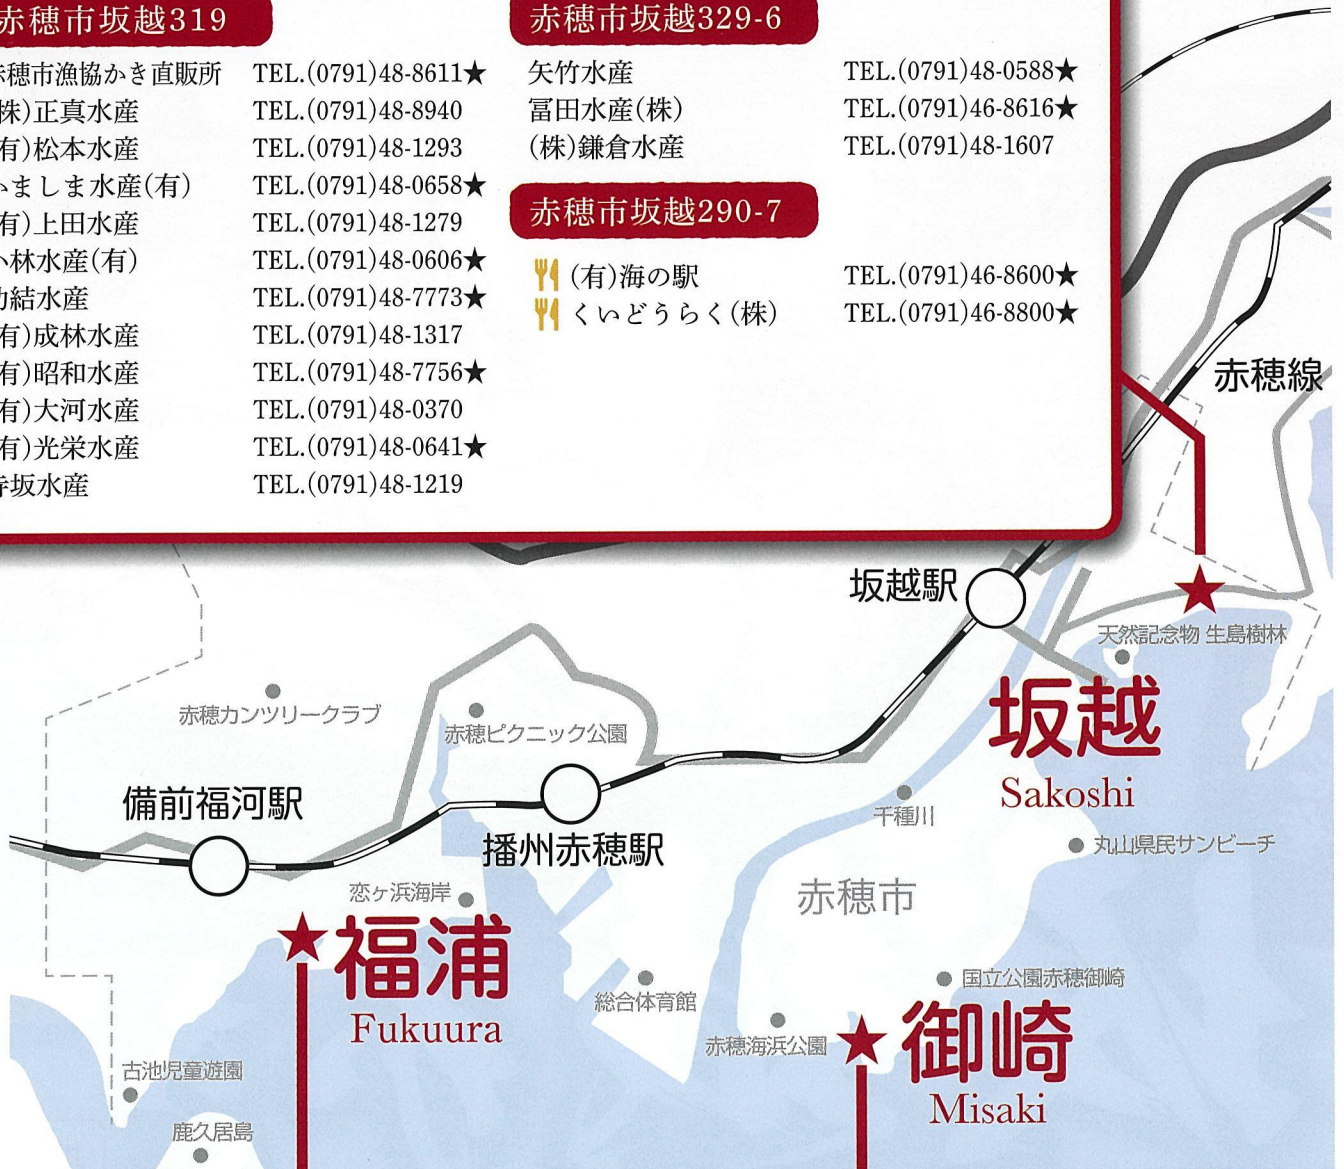 赤穂市坂越319
赤穂市漁協かき直販所 TEL.(0791)48-8611★
株)正真水産 TEL.(0791)48-8940
有)松本水産 TEL.(0791)48-1293
かましま水産(有) TEL.(0791)48-0658★
有)上田水産 TEL.(0791)48-1279
小林水産(有) TEL.(0791)48-0606★
結水産 TEL.(0791)48-7773★
有)成林水産 TEL.(0791)48-1317
有)昭和水産 TEL.(0791)48-7756★
有)大河水産 TEL.(0791)48-0370
有)光栄水産 TEL.(0791)48-0641★
寺坂水産 TEL.(0791)48-1219
赤穂市坂越329-6
矢竹水産 TEL.(0791)48-0588★
冨田水産(株) TEL.(0791)46-8616★
(株)鎌倉水産 TEL.(0791)48-1607
赤穂市坂越290-7
(有)海の駅 TEL.(0791)46-8600★
くいどうらく(株) TEL.(0791)46-8800★
赤穂線
坂越駅
天然記念物 生島樹林
坂越
Sakoshi
赤穂カンツリークラブ
赤穂ピクニック公園
備前福河駅
播州赤穂駅
千種川
丸山県民サンビーチ
恋ヶ浜海岸
赤穂市
福浦
Fukuura
総合体育館
国立公園赤穂御崎
赤穂海浜公園
御崎
Misaki
古池児童遊園
鹿久居島